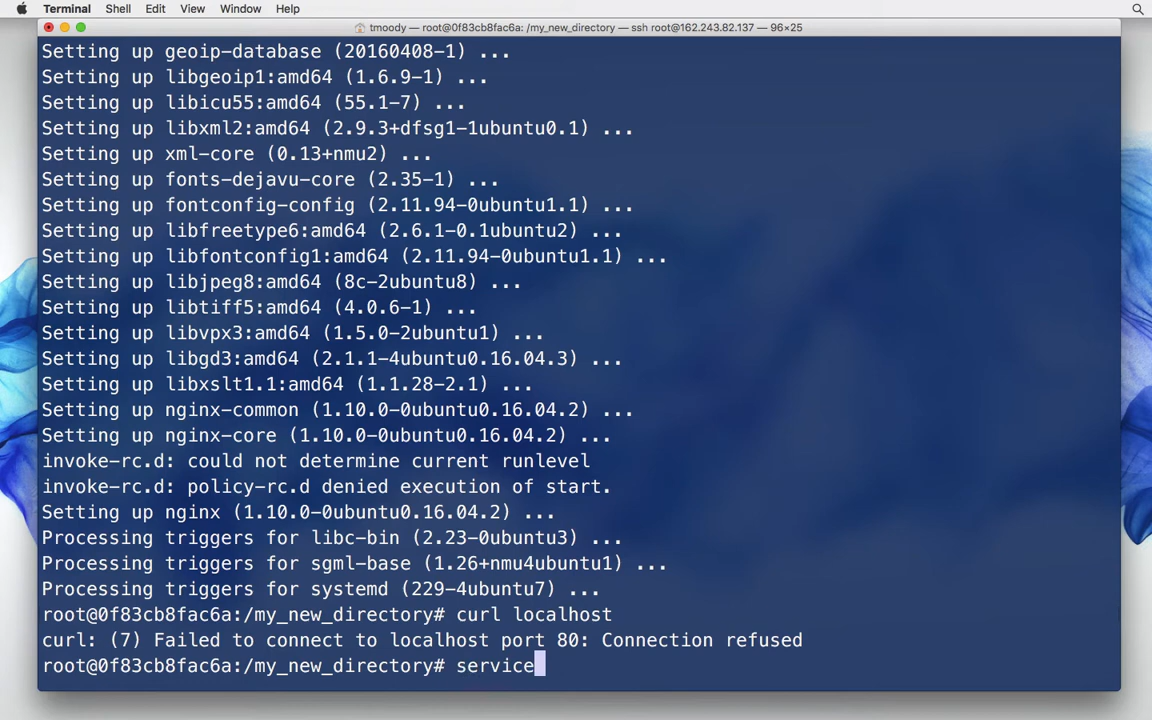 Terminal Shell Edit View Window Help
tmoody — root@0f83cb8fac6a: /my_new_directory — ssh root@162.243.82.137 — 96×25
Setting up geoip-database (20160408-1) ...
Setting up libgeoip1:amd64 (1.6.9-1) ...
Setting up libicu55:amd64 (55.1-7) ...
Setting up libxml2:amd64 (2.9.3+dfsg1-1ubuntu0.1) ...
Setting up xml-core (0.13+nmu2) ...
Setting up fonts-dejavu-core (2.35-1) ...
Setting up fontconfig-config (2.11.94-0ubuntu1.1) ...
Setting up libfreetype6:amd64 (2.6.1-0.1ubuntu2) ...
Setting up libfontconfig1:amd64 (2.11.94-0ubuntu1.1) ...
Setting up libjpeg8:amd64 (8c-2ubuntu8) ...
Setting up libtiff5:amd64 (4.0.6-1) ...
Setting up libvpx3:amd64 (1.5.0-2ubuntu1) ...
Setting up libgd3:amd64 (2.1.1-4ubuntu0.16.04.3) ...
Setting up libxslt1.1:amd64 (1.1.28-2.1) ...
Setting up nginx-common (1.10.0-0ubuntu0.16.04.2) ...
Setting up nginx-core (1.10.0-0ubuntu0.16.04.2) ...
invoke-rc.d: could not determine current runlevel
invoke-rc.d: policy-rc.d denied execution of start.
Setting up nginx (1.10.0-0ubuntu0.16.04.2) ...
Processing triggers for libc-bin (2.23-0ubuntu3) ...
Processing triggers for sgml-base (1.26+nmu4ubuntu1) ...
Processing triggers for systemd (229-4ubuntu7) ...
root@0f83cb8fac6a:/my_new_directory# curl localhost
curl: (7) Failed to connect to localhost port 80: Connection refused
root@0f83cb8fac6a:/my_new_directory# service